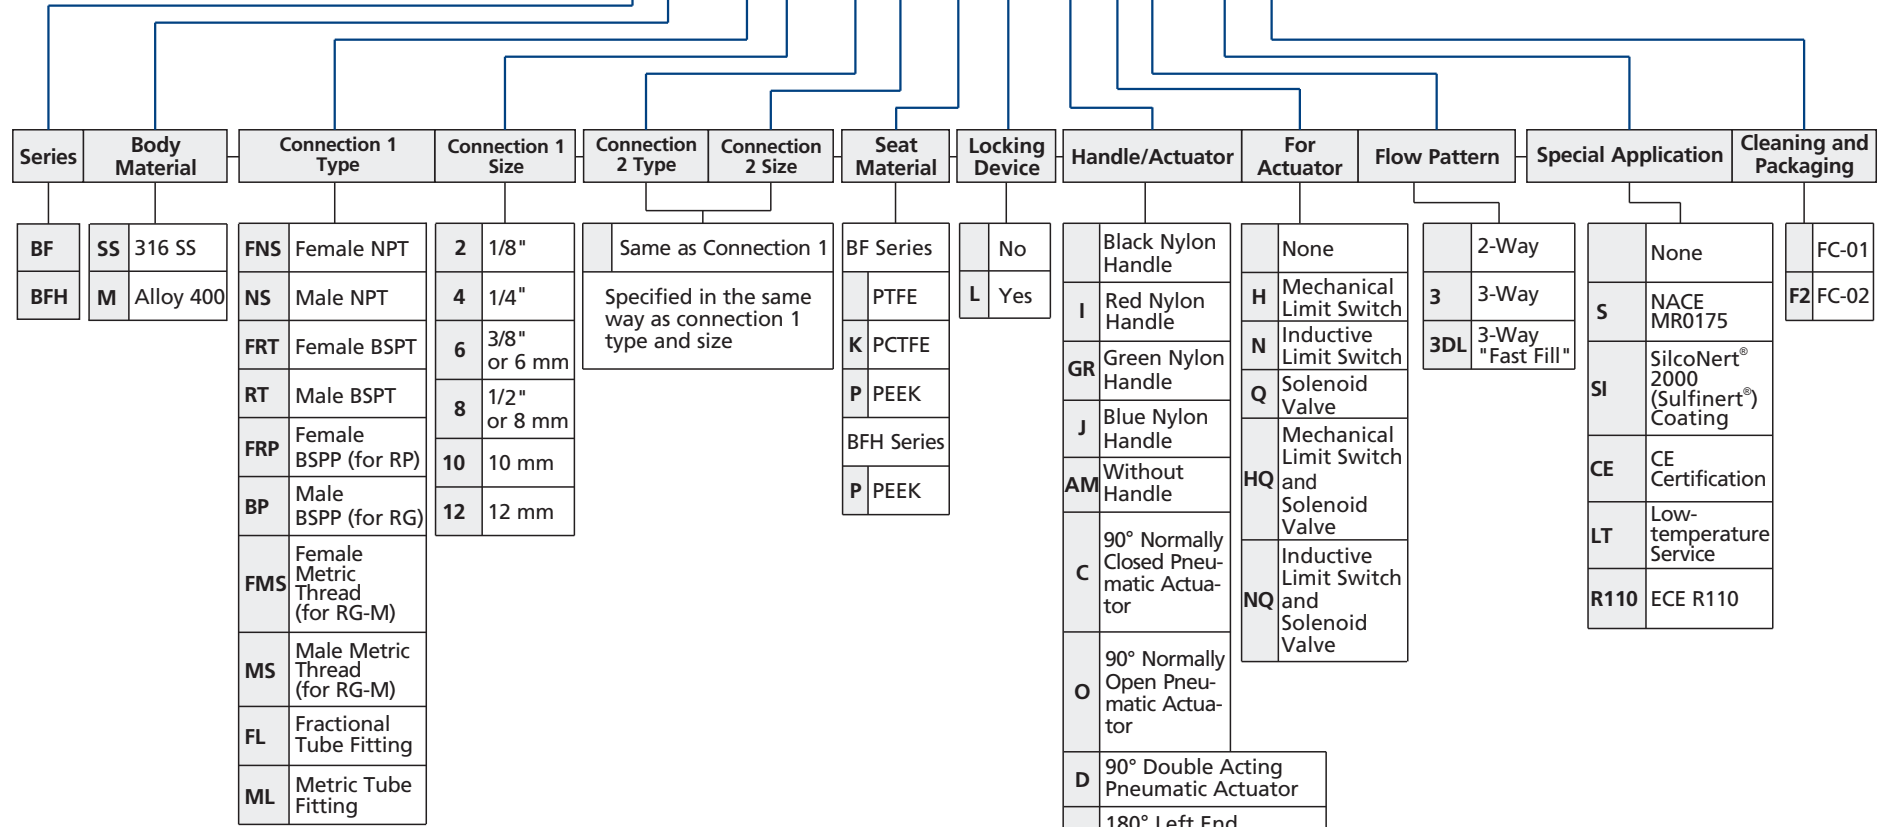 Series
Body
Material
Connection 1
Type
Connection 1
Size
Connection
2 Type
Connection
2 Size
Seat
Material
Locking
Device
Handle/Actuator
For
Actuator
Flow Pattern
Special Application
Cleaning and
Packaging
BF
BFH
SS 316 SS
M Alloy 400
FNS Female NPT
NS Male NPT
FRT Female BSPT
RT Male BSPT
FRP Female
BSPP (for RP)
BP Male
BSPP (for RG)
FMS Female
Metric
Thread
(for RG-M)
MS Male Metric
Thread
(for RG-M)
FL Fractional
Tube Fitting
ML Metric Tube
Fitting
2 1/8"
4 1/4"
6 3/8"
or 6 mm
8 1/2"
or 8 mm
10 10 mm
12 12 mm
Same as Connection 1
Specified in the same
way as connection 1
type and size
BF Series
PTFE
K PCTFE
P PEEK
BFH Series
P PEEK
No
L Yes
Black Nylon
Handle
I Red Nylon
Handle
GR Green Nylon
Handle
J Blue Nylon
Handle
AM Without
Handle
C 90° Normally
Closed Pneu-
matic Actua-
tor
O 90° Normally
Open Pneu-
matic Actua-
tor
D 90° Double Acting
Pneumatic Actuator
180° Left End
None
H Mechanical
Limit Switch
N Inductive
Limit Switch
Q Solenoid
Valve
HQ Mechanical
Limit Switch
and
Solenoid
Valve
NQ Inductive
Limit Switch
and
Solenoid
Valve
2-Way
3 3-Way
3DL 3-Way
"Fast Fill"
None
S NACE
MR0175
SI SilcoNert®
2000
(Sulfinert®)
Coating
CE CE
Certification
LT Low-
temperature
Service
R110 ECE R110
FC-01
F2 FC-02